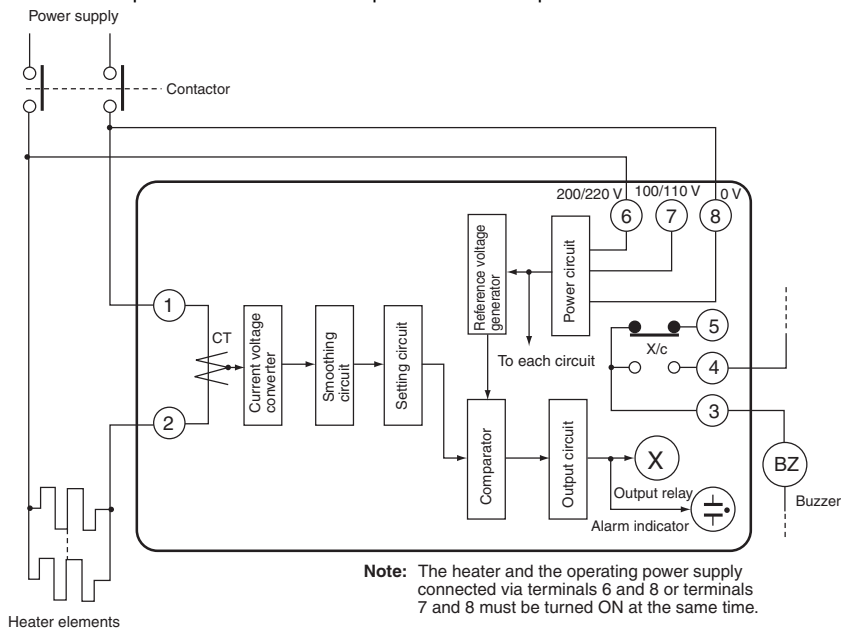 Power supply
Contactor
200/220 V
100/110 V
0 V
6
7
8
Reference voltage
generator
Power circuit
1
5
CT
X/c
To each circuit
4
Current voltage
converter
Smoothing
circuit
Setting circuit
3
2
Comparator
Output circuit
X
BZ
Output relay
Buzzer
Alarm indicator
Note: The heater and the operating power supply
connected via terminals 6 and 8 or terminals
7 and 8 must be turned ON at the same time.
Heater elements